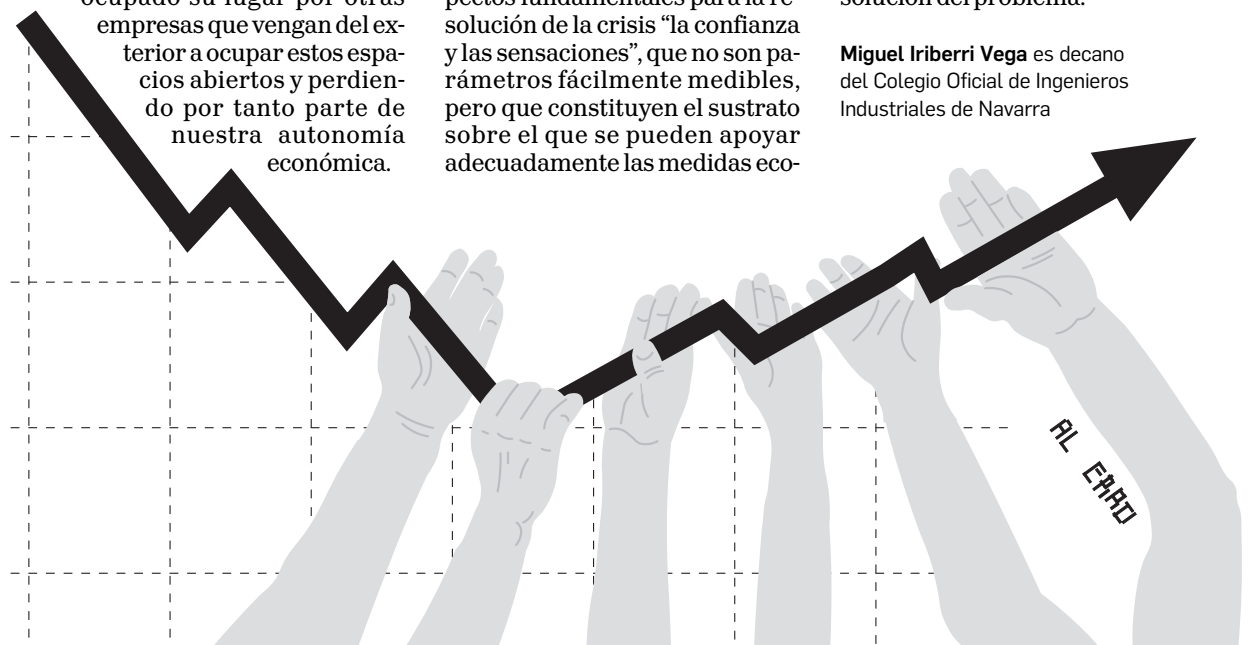 ocupado su lugar por otras
empresas que vengan del ex-
terior a ocupar estos espa-
cios abiertos y perdien-
do por tanto parte de
nuestra autonomía
económica.
pectos fundamentales para la re-
solución de la crisis “la confianza
y las sensaciones”, que no son pa-
rámetros fácilmente medibles,
pero que constituyen el sustrato
sobre el que se pueden apoyar
adecuadamente las medidas eco-
solución del problema.
Miguel Iriberri Vega es decano
del Colegio Oficial de Ingenieros
Industriales de Navarra